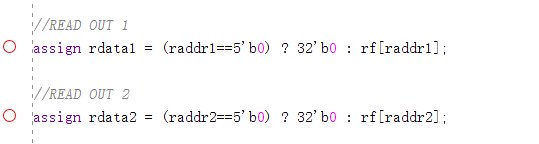 //READ OUT 1
assign rdata1 = (raddr1==5'b0) ? 32'b0 : rf[raddr1];
//READ OUT 2
assign rdata2 = (raddr2==5'b0) ? 32'b0 : rf[raddr2];